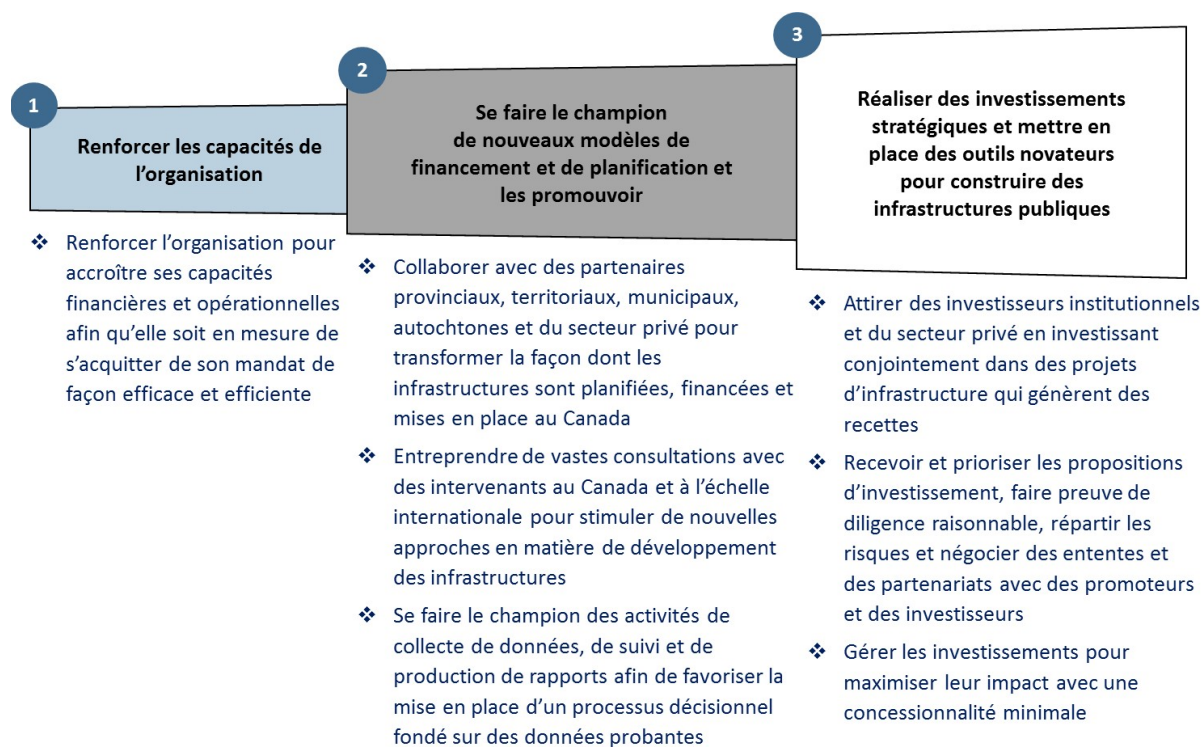 1
Renforcer les capacités de
l’organisation
❖ Renforcer l’organisation pour
accroître ses capacités
financières et opérationnelles
afin qu’elle soit en mesure de
s’acquitter de son mandat de
façon efficace et efficiente
2
Se faire le champion
de nouveaux modèles de
financement et de planification et
les promouvoir
❖ Collaborer avec des partenaires
provinciaux, territoriaux, municipaux,
autochtones et du secteur privé pour
transformer la façon dont les
infrastructures sont planifiées, financées et
mises en place au Canada
❖ Entreprendre de vastes consultations avec
des intervenants au Canada et à l’échelle
internationale pour stimuler de nouvelles
approches en matière de développement
des infrastructures
❖ Se faire le champion des activités de
collecte de données, de suivi et de
production de rapports afin de favoriser la
mise en place d’un processus décisionnel
fondé sur des données probantes
3
Réaliser des investissements
stratégiques et mettre en
place des outils novateurs
pour construire des
infrastructures publiques
❖ Attirer des investisseurs institutionnels
et du secteur privé en investissant
conjointement dans des projets
d’infrastructure qui génèrent des
recettes
❖ Recevoir et prioriser les propositions
d’investissement, faire preuve de
diligence raisonnable, répartir les
risques et négocier des ententes et
des partenariats avec des promoteurs
et des investisseurs
❖ Gérer les investissements pour
maximiser leur impact avec une
concessionnalité minimale